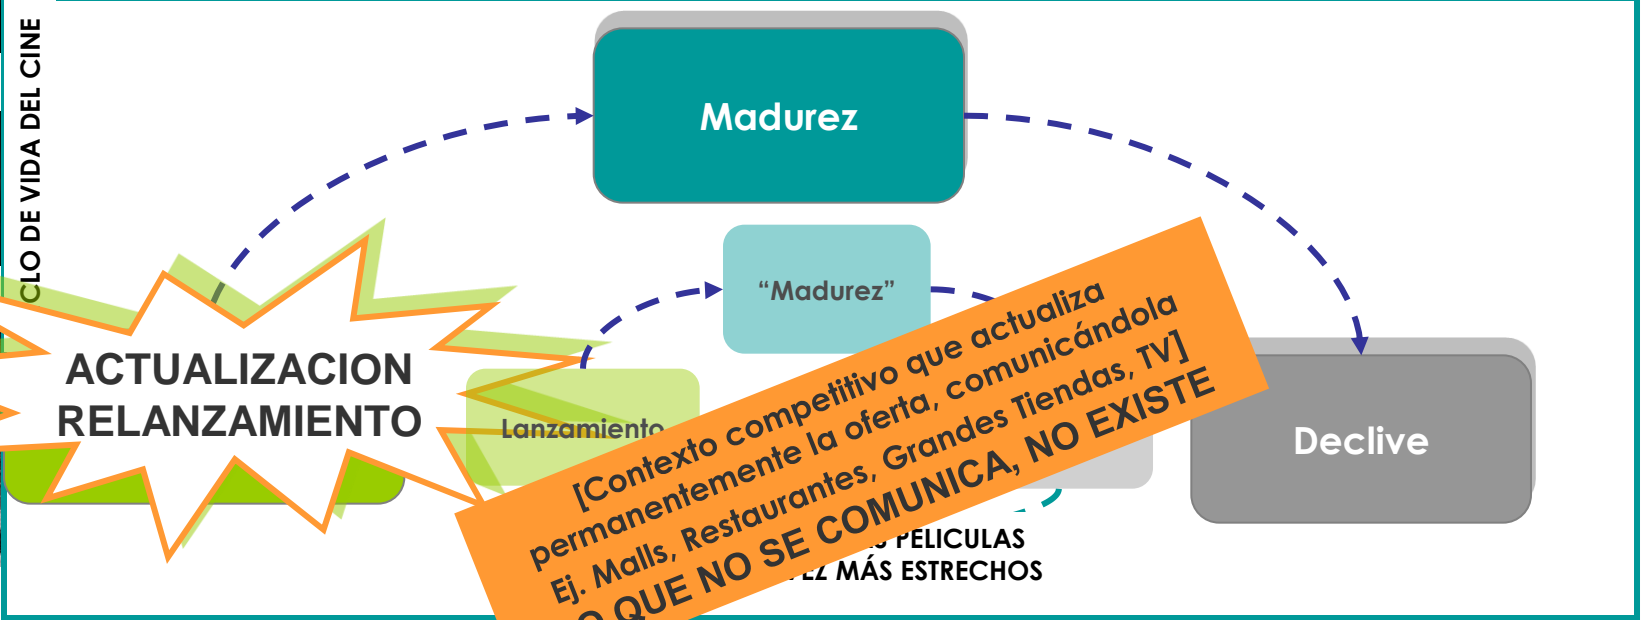 CLO DE VIDA DEL CINE
Madurez
“Madurez”
ACTUALIZACION
RELANZAMIENTO
Lanzamiento
[Contexto competitivo que actualiza
permanentemente la oferta, comunicándola
Ej. Malls, Restaurantes, Grandes Tiendas, TV]
O QUE NO SE COMUNICA, NO EXISTE
Declive
PELICULAS
MÁS ESTRECHOS